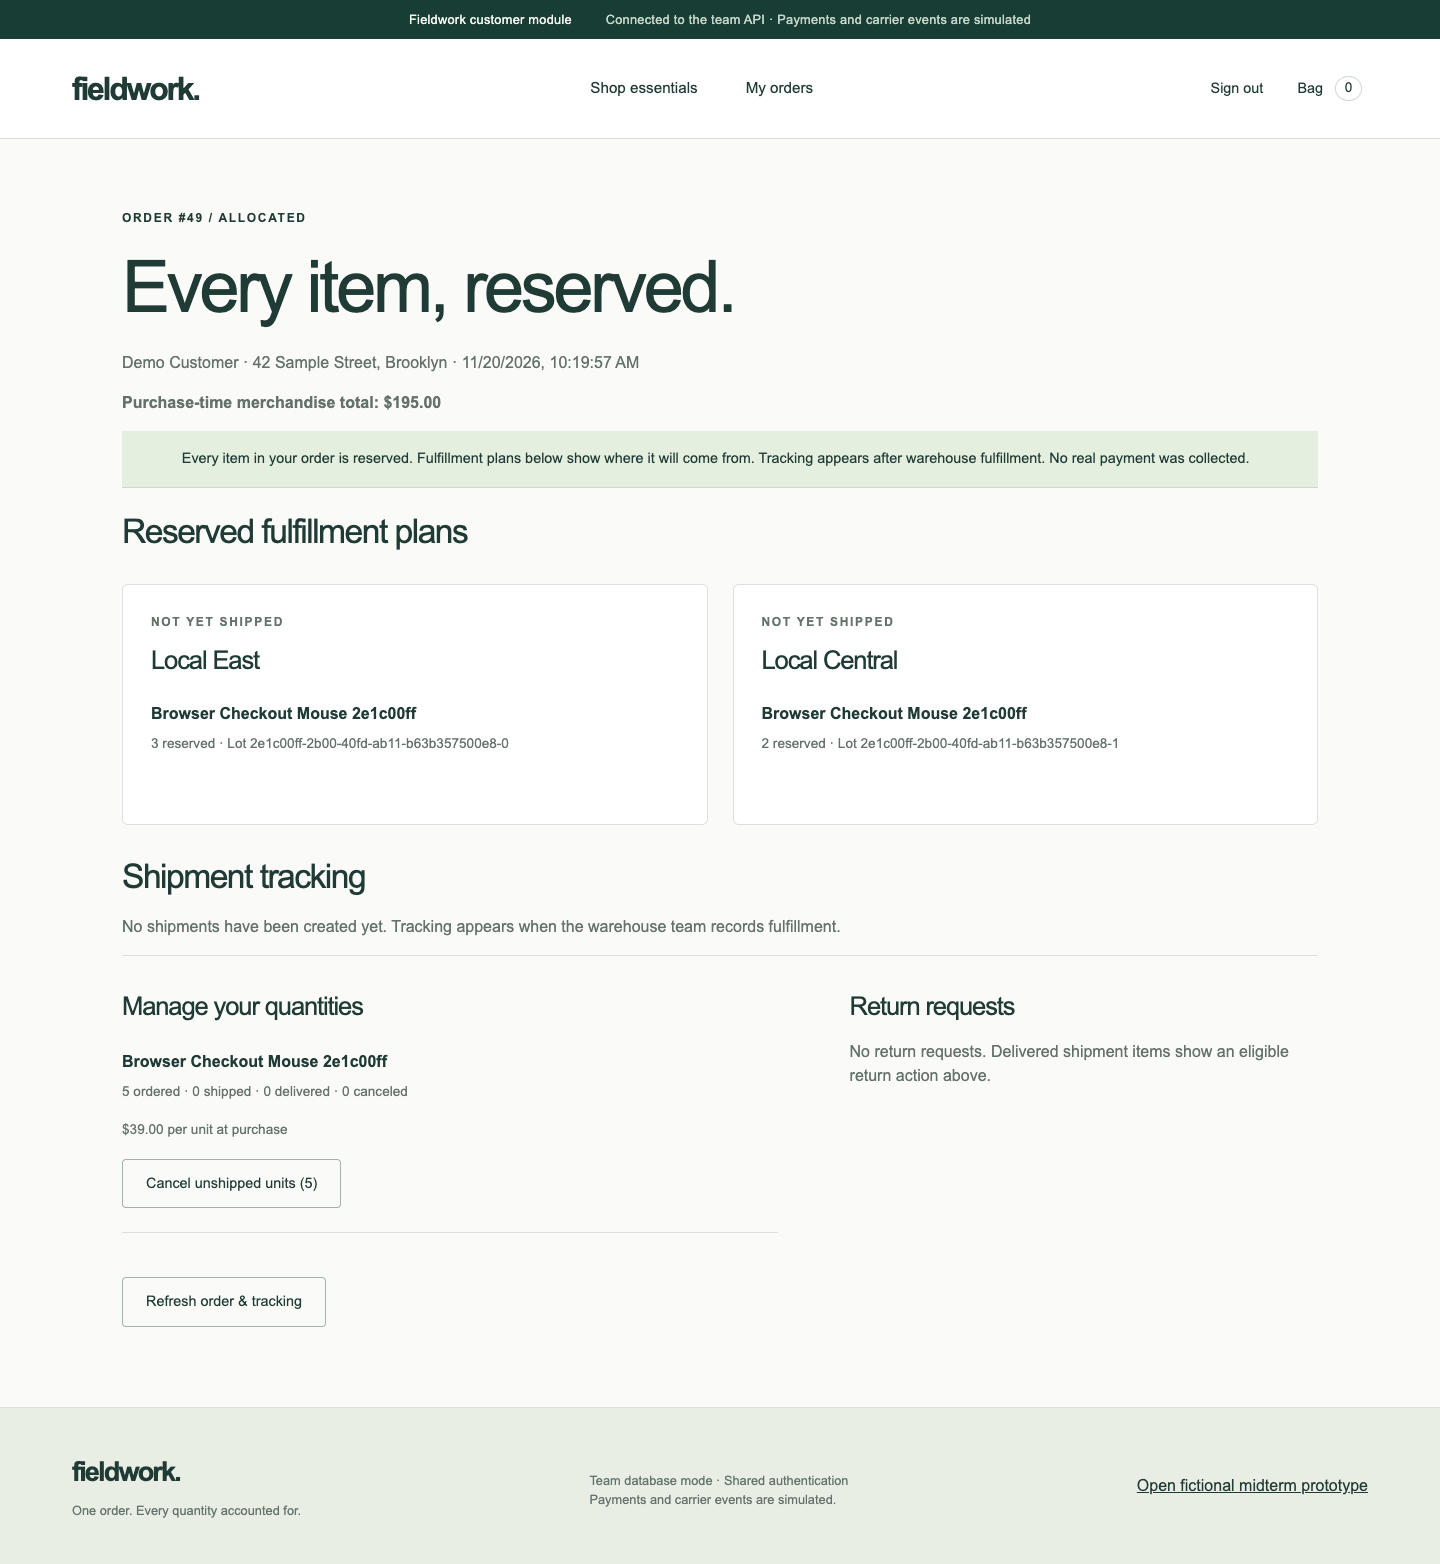 Fieldwork customer module
Connected to the team API · Payments and carrier events are simulated
fieldwork.
Shop essentials
My orders
Sign out
Bag 0
ORDER #49 / ALLOCATED
Every item, reserved.
Demo Customer · 42 Sample Street, Brooklyn · 11/20/2026, 10:19:57 AM
Purchase-time merchandise total: $195.00
Every item in your order is reserved. Fulfillment plans below show where it will come from. Tracking appears after warehouse fulfillment. No real payment was collected.
Reserved fulfillment plans
NOT YET SHIPPED
Local East
Browser Checkout Mouse 2e1c00ff
3 reserved · Lot 2e1c00ff-2b00-40fd-ab11-b63b357500e8-0
NOT YET SHIPPED
Local Central
Browser Checkout Mouse 2e1c00ff
2 reserved · Lot 2e1c00ff-2b00-40fd-ab11-b63b357500e8-1
Shipment tracking
No shipments have been created yet. Tracking appears when the warehouse team records fulfillment.
Manage your quantities
Browser Checkout Mouse 2e1c00ff
5 ordered · 0 shipped · 0 delivered · 0 canceled
$39.00 per unit at purchase
Cancel unshipped units (5)
Refresh order & tracking
Return requests
No return requests. Delivered shipment items show an eligible
return action above.
fieldwork.
One order. Every quantity accounted for.
Team database mode · Shared authentication
Payments and carrier events are simulated.
Open fictional midterm prototype